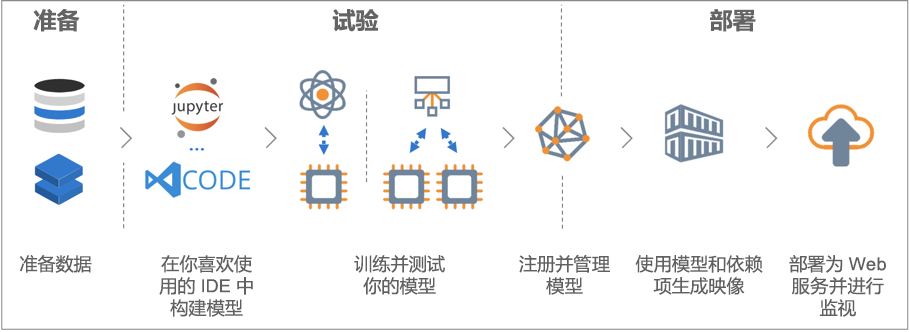 准备
试验
部署
jupyter
...
CODE
准备数据
在你喜欢使
用的 IDE 中
构建模型
训练并测试
你的模型
注册并管理
模型
使用模型和依赖
项生成映像
部署为 Web
服务并进行
监视